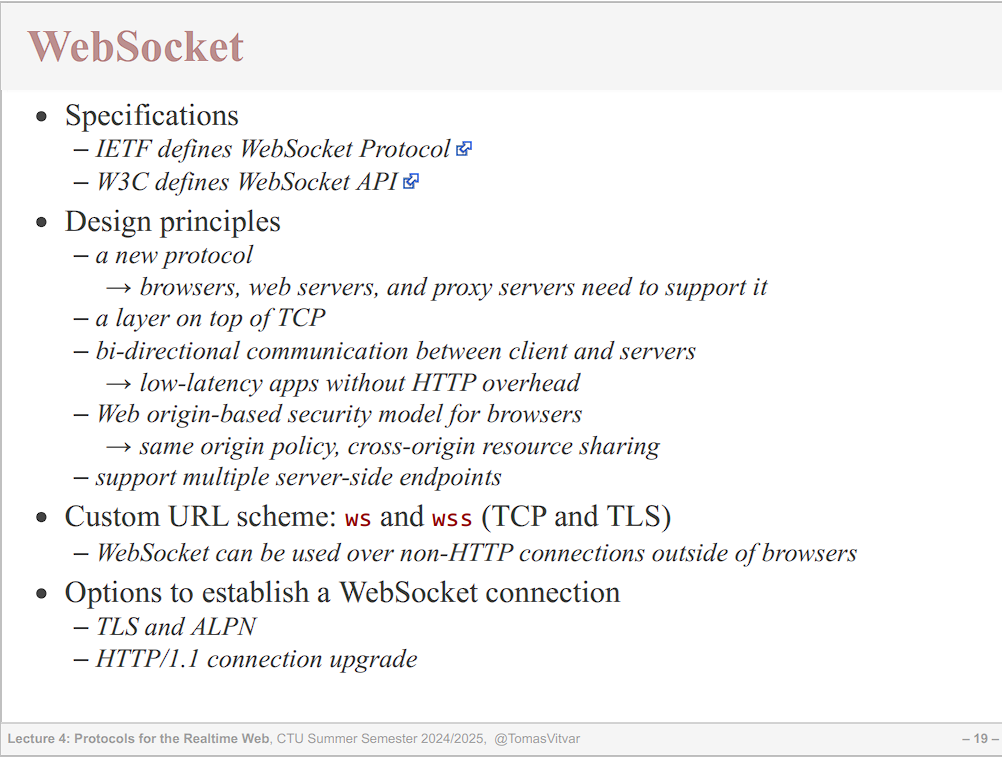 WebSocket
• Specifications
– IETF defines WebSocket Protocol
– W3C defines WebSocket API
• Design principles
– a new protocol
→ browsers, web servers, and proxy servers need to support it
– a layer on top of TCP
– bi-directional communication between client and servers
→ low-latency apps without HTTP overhead
– Web origin-based security model for browsers
→ same origin policy, cross-origin resource sharing
– support multiple server-side endpoints
• Custom URL scheme: ws and wss (TCP and TLS)
– WebSocket can be used over non-HTTP connections outside of browsers
• Options to establish a WebSocket connection
– TLS and ALPN
– HTTP/1.1 connection upgrade
Lecture 4: Protocols for the Realtime Web, CTU Summer Semester 2024/2025, @TomasVitvar – 19 –